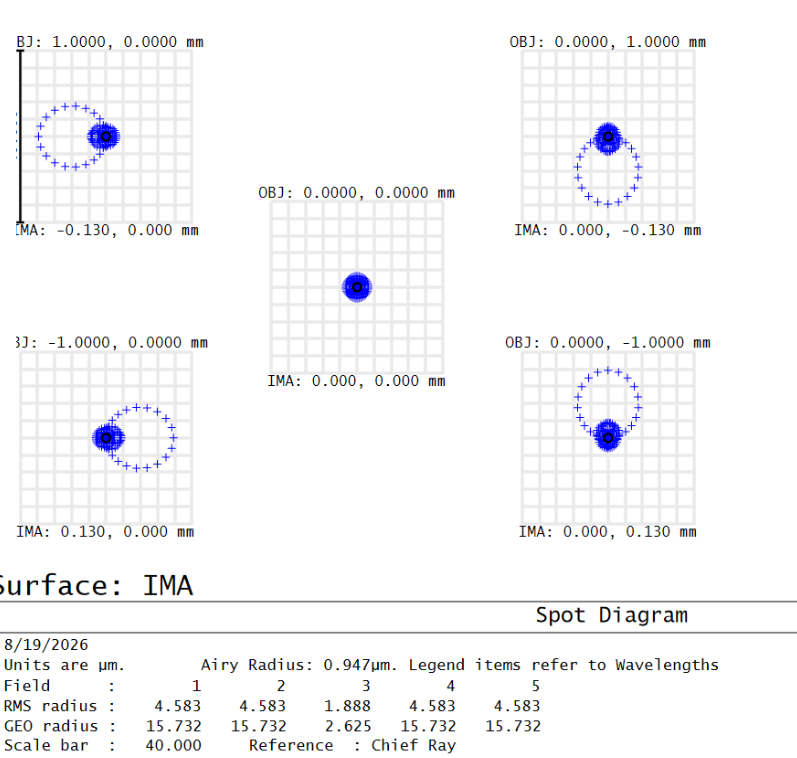 BJ: 1.0000, 0.0000 mm
OBJ: 0.0000, 1.0000 mm
IMA: -0.130, 0.000 mm
IMA: 0.000, -0.130 mm
OBJ: 0.0000, 0.0000 mm
IMA: 0.000, 0.000 mm
BJ: -1.0000, 0.0000 mm
OBJ: 0.0000, -1.0000 mm
IMA: 0.130, 0.000 mm
IMA: 0.000, 0.130 mm
Surface: IMA
Spot Diagram
8/19/2026
Units are µm. Airy Radius: 0.947µm. Legend items refer to Wavelengths
Field : 1 2 3 4 5
RMS radius : 4.583 4.583 1.888 4.583 4.583
GEO radius : 15.732 15.732 2.625 15.732 15.732
Scale bar : 40.000 Reference : Chief Ray